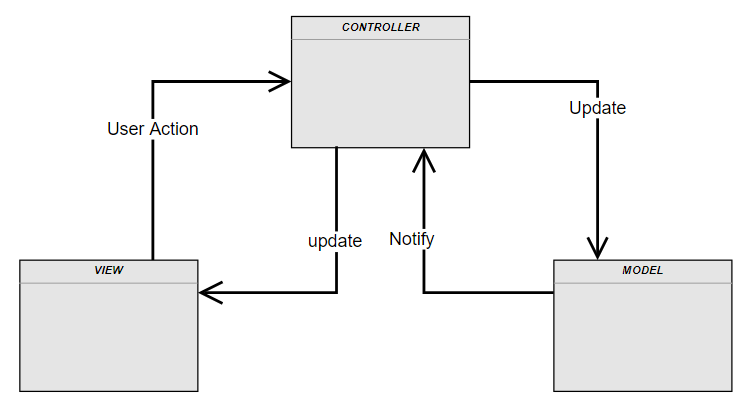 CONTROLLER
Update
User Action
update
Notify
VIEW
MODEL